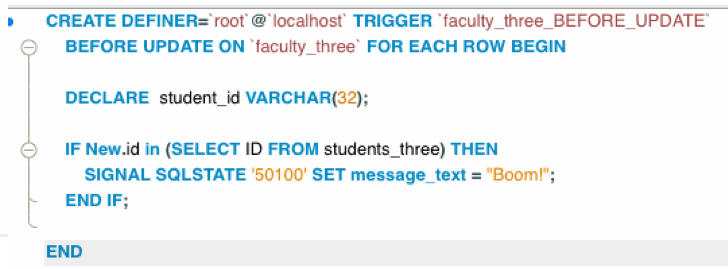 CREATE DEFINER=`root`@`localhost` TRIGGER `faculty_three_BEFORE_UPDATE`
BEFORE UPDATE ON `faculty_three` FOR EACH ROW BEGIN
DECLARE student_id VARCHAR(32);
IF New.id in (SELECT ID FROM students_three) THEN
SIGNAL SQLSTATE '50100' SET message_text = "Boom!";
END IF;
END